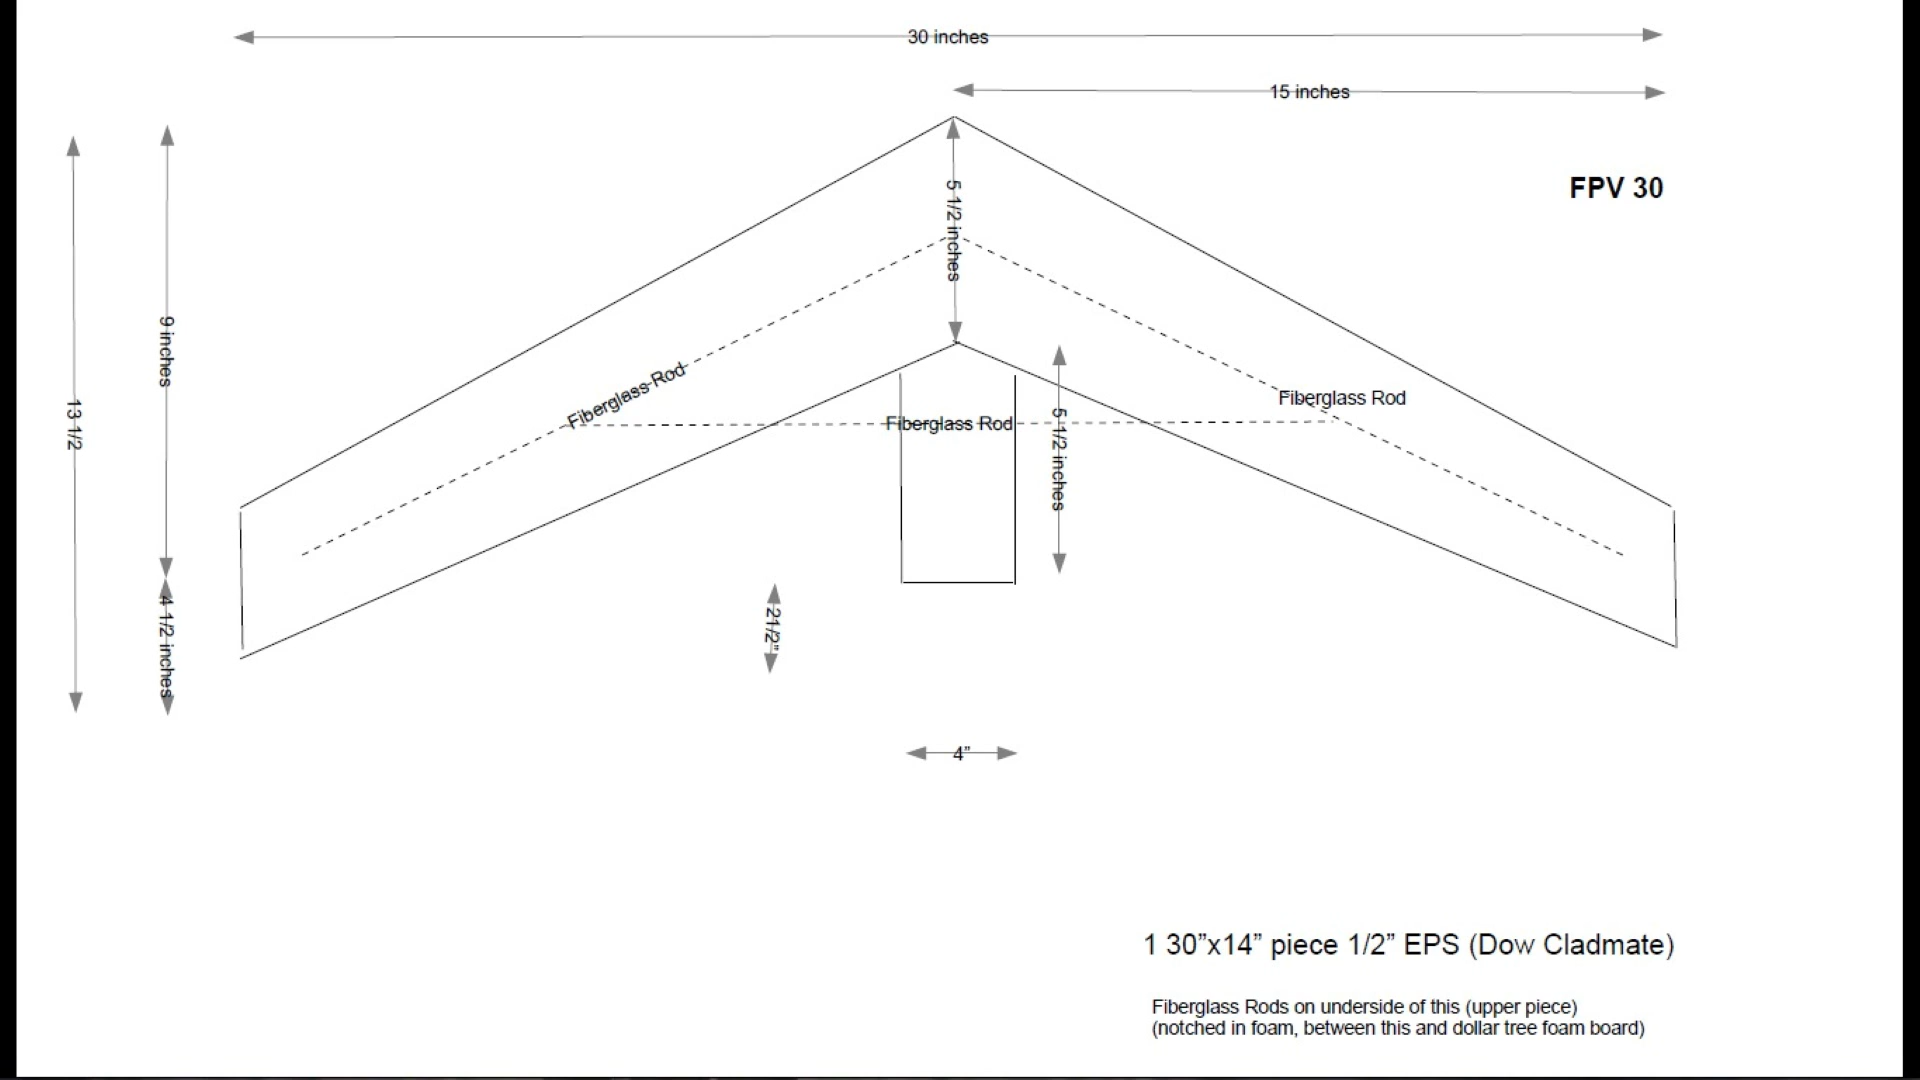 30 inches
15 inches
FPV 30
5 1/2 inches
9 inches
13 1/2
Fiberglass Rod
Fiberglass Rod
Fiberglass Rod
5 1/2 inches
4 1/2 inches
21/2”
4”
1 30”x14” piece 1/2” EPS (Dow Cladmate)
Fiberglass Rods on underside of this (upper piece)
(notched in foam, between this and dollar tree foam board)